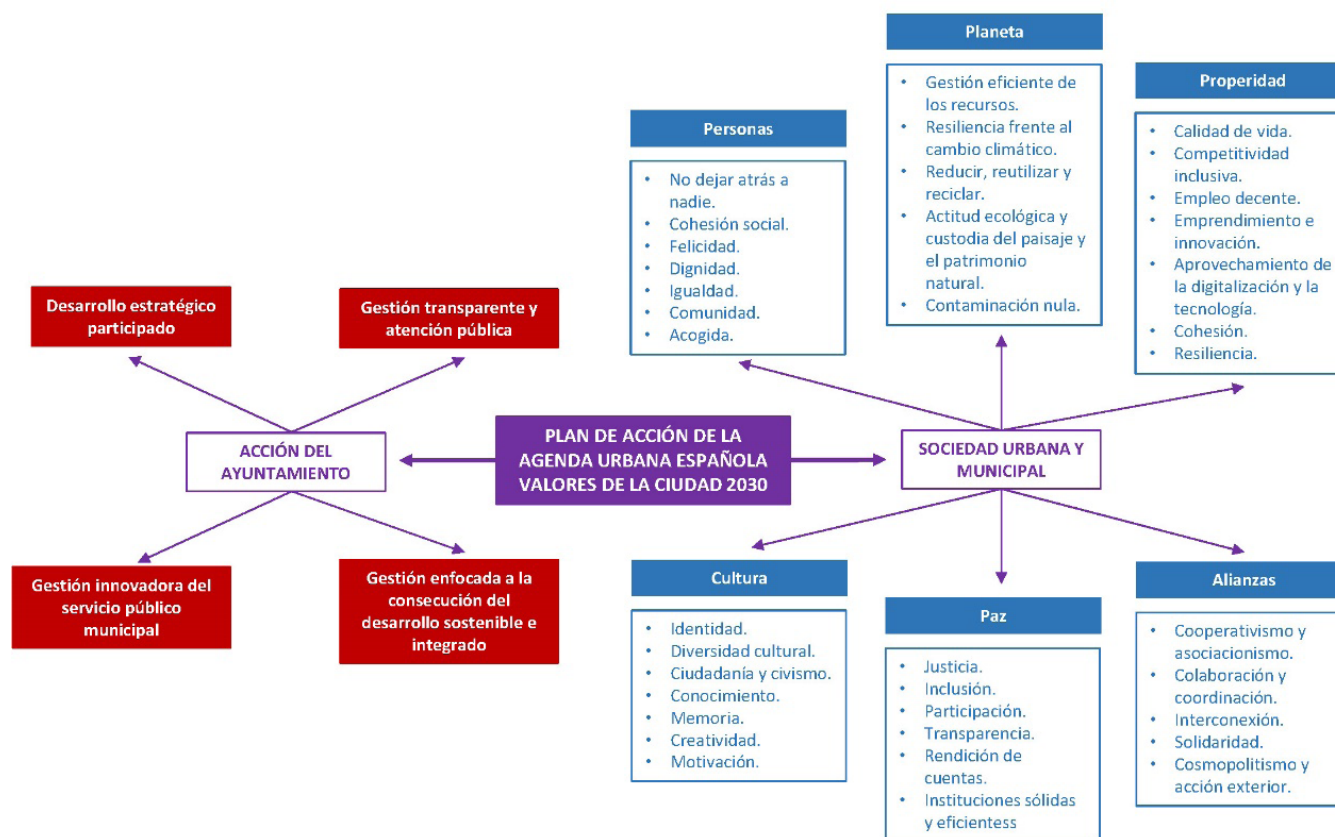 Planeta
• Gestión eficiente de
los recursos.
• Resiliencia frente al
cambio climático.
• Reducir, reutilizar y
reciclar.
• Actitud ecológica y
custodia del paisaje y
el patrimonio
natural.
• Contaminación nula.
Properidad
• Calidad de vida.
• Competitividad
inclusiva.
• Empleo decente.
• Emprendimiento e
innovación.
• Aprovechamiento de
la digitalización y la
tecnología.
• Cohesión.
• Resiliencia.
Personas
• No dejar atrás a
nadie.
• Cohesión social.
• Felicidad.
• Dignidad.
• Igualdad.
• Comunidad.
• Acogida.
Desarrollo estratégico
participado
Gestión transparente y
atención pública
ACCIÓN DEL
AYUNTAMIENTO
PLAN DE ACCIÓN DE LA
AGENDA URBANA ESPAÑOLA
VALORES DE LA CIUDAD 2030
SOCIEDAD URBANA Y
MUNICIPAL
Gestión innovadora del
servicio público
municipal
Gestión enfocada a la
consecución del
desarrollo sostenible e
integrado
Cultura
• Identidad.
• Diversidad cultural.
• Ciudadanía y civismo.
• Conocimiento.
• Memoria.
• Creatividad.
• Motivación.
Paz
• Justicia.
• Inclusión.
• Participación.
• Transparencia.
• Rendición de
cuentas.
• Instituciones sólidas
y eficientess
Alianzas
• Cooperativismo y
asociacionismo.
• Colaboración y
coordinación.
• Interconexión.
• Solidaridad.
• Cosmopolitismo y
acción exterior.